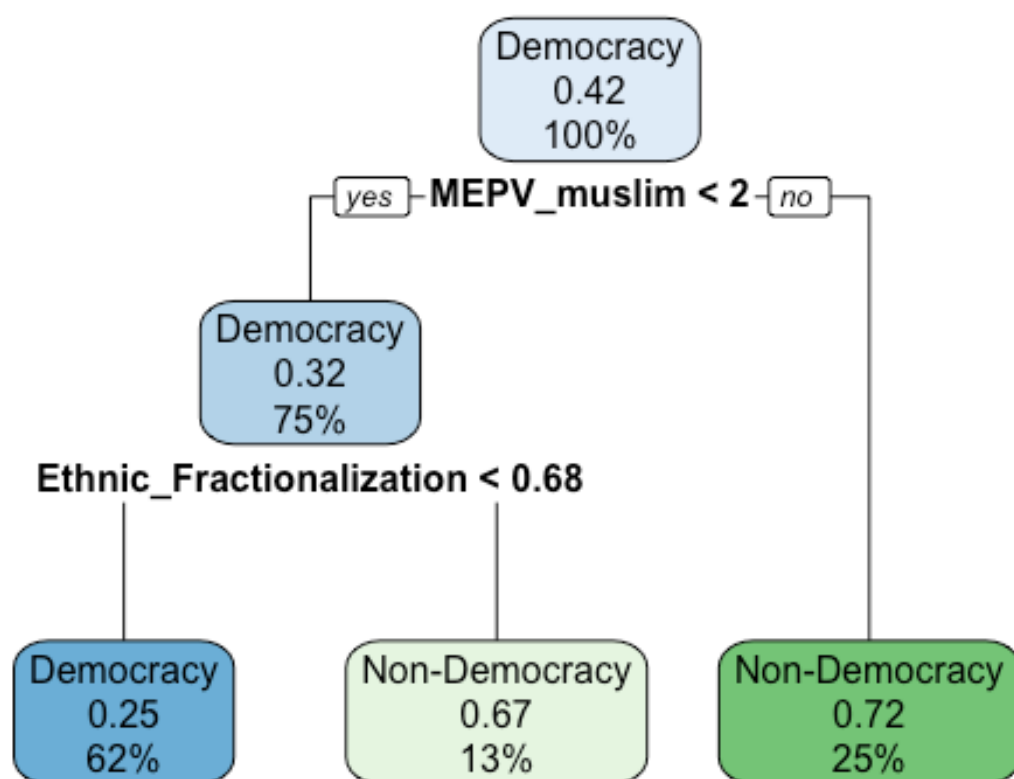 Democracy
0.42
100%
yes MEPV_muslim < 2 no
Democracy
0.32
75%
Ethnic_Fractionalization < 0.68
Democracy
0.25
62%
Non-Democracy
0.67
13%
Non-Democracy
0.72
25%